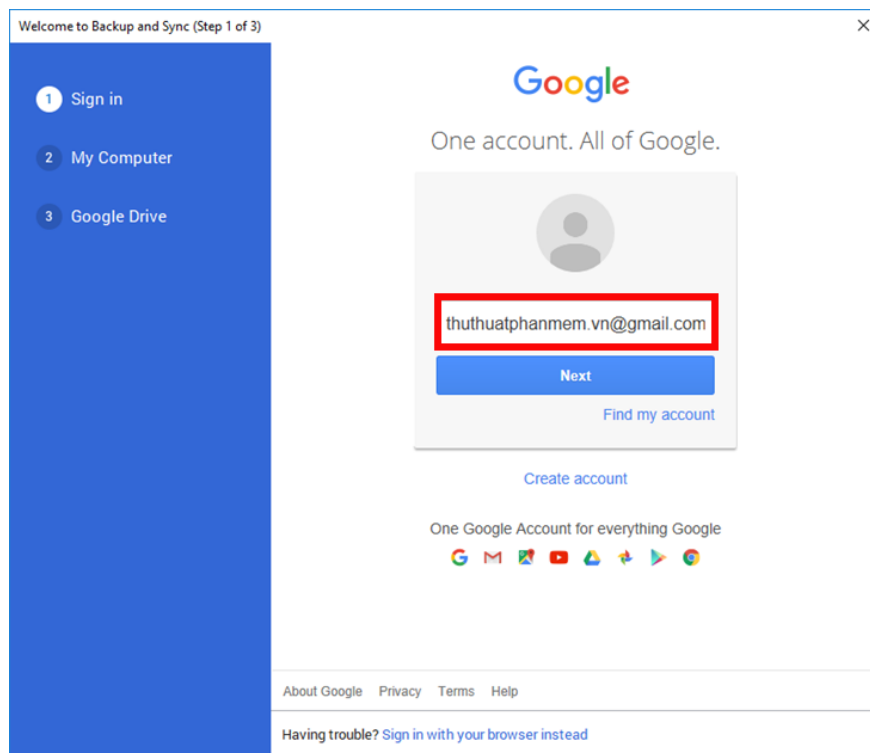 Welcome to Backup and Sync (Step 1 of 3)
1 Sign in
2 My Computer
3 Google Drive
Google
One account. All of Google.
thuthuatphanmem.vn@gmail.com
Next
Find my account
Create account
One Google Account for everything Google
About Google Privacy Terms Help
Having trouble? Sign in with your browser instead